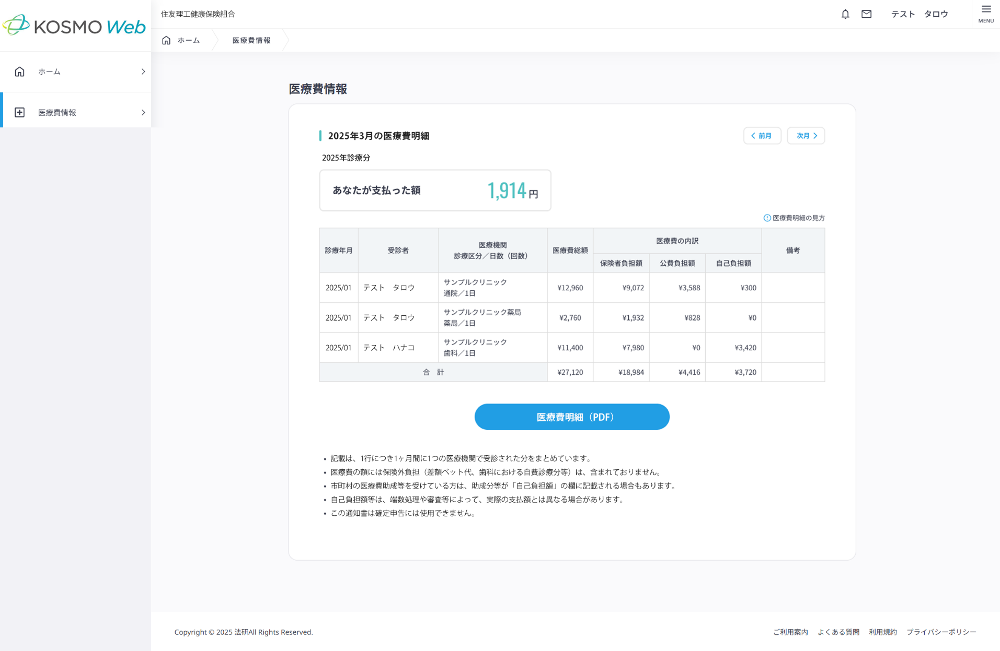 KOSMO Web
住友理工健康保険組合
テスト　タロウ
MENU
ホーム
医療費情報
ホーム
医療費情報
医療費情報
2025年3月の医療費明細
前月
次月
2025年診療分
あなたが支払った額
1,914円
医療費明細の見方
診療年月 受診者 医療機関 診療区分／日数（回数） 医療費総額 医療費の内訳 備考
保険者負担額 公費負担額 自己負担額
2025/01 テスト　タロウ サンプルクリニック 通院／1日 ¥12,960 ¥9,072 ¥3,588 ¥300
2025/01 テスト　タロウ サンプルクリニック薬局 薬局／1日 ¥2,760 ¥1,932 ¥828 ¥0
2025/01 テスト　ハナコ サンプルクリニック 歯科／1日 ¥11,400 ¥7,980 ¥0 ¥3,420
合　計 ¥27,120 ¥18,984 ¥4,416 ¥3,720
医療費明細（PDF）
・記載は、1行につき1ヶ月間に1つの医療機関で受診された分をまとめています。
・医療費の額には保険外負担（差額ベット代、歯科における自費診療分等）は、含まれておりません。
・市町村の医療費助成等を受けている方は、助成分等が「自己負担額」の欄に記載される場合もあります。
・自己負担額等は、端数処理や審査等によって、実際の支払額とは異なる場合があります。
・この通知書は確定申告には使用できません。
Copyright © 2025 法研All Rights Reserved.
ご利用案内 よくある質問 利用規約 プライバシーポリシー